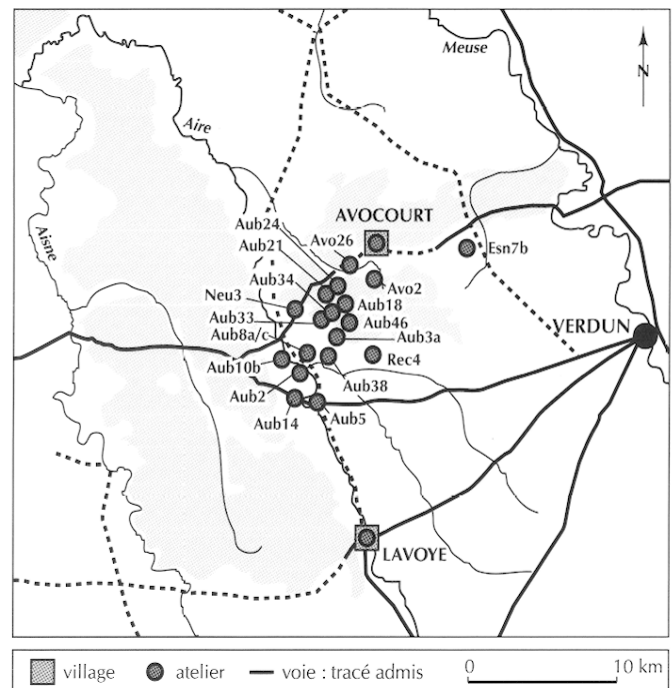 Meuse
N
Aire
Aisne
AVOCOURT
Aub24
Avo26
Esn7b
Aub21
Aub34
Avo2
Neu3
Aub18
Aub33
Aub46
VERDUN
Aub8a/c
Aub3a
Aub10b
Rec4
Aub2
Aub38
Aub14
Aub5
LAVOYE
village
atelier
voie : tracé admis
0
10 km